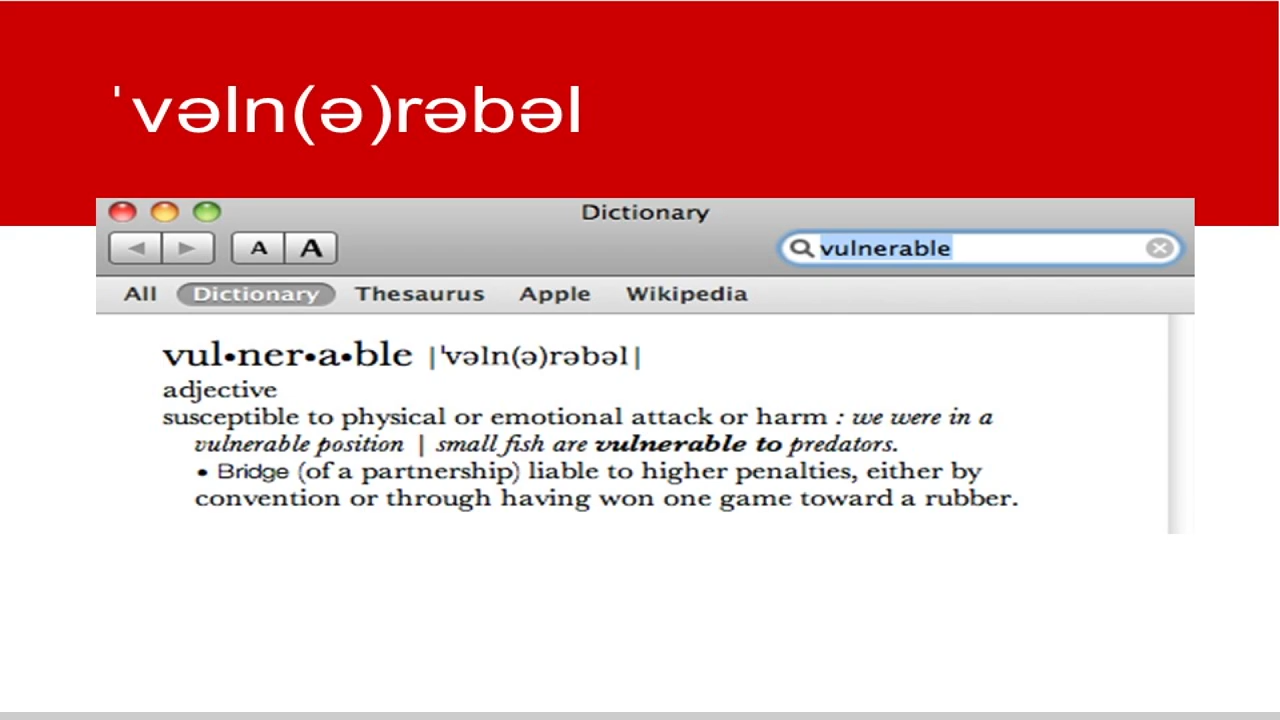 ˈvəln(ə)rəbəl
Dictionary
A A
vulnerable
All Dictionary Thesaurus Apple Wikipedia
vul•ner•a•ble |ˈvəln(ə)rəbəl|
adjective
susceptible to physical or emotional attack or harm : we were in a
vulnerable position | small fish are vulnerable to predators.
• Bridge (of a partnership) liable to higher penalties, either by
convention or through having won one game toward a rubber.